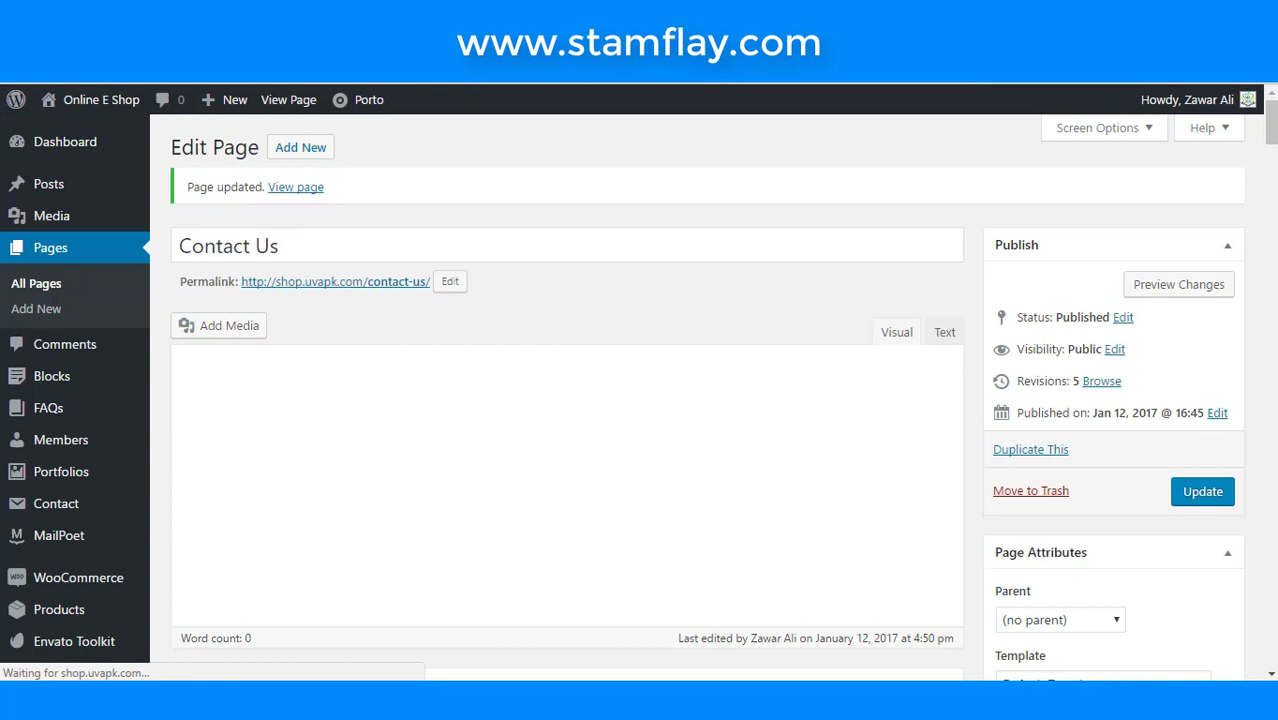 www.stamflay.com
Online E Shop 0 New View Page Porto Howdy, Zawar Ali
Screen Options Help
Dashboard
Posts
Media
Pages
All Pages
Add New
Comments
Blocks
FAQs
Members
Portfolios
Contact
MailPoet
WooCommerce
Products
Envato Toolkit
Edit Page Add New
Page updated. View page
Contact Us
Permalink: http://shop.uvapk.com/contact-us/ Edit
Add Media
Visual Text
Word count: 0 Last edited by Zawar Ali on January 12, 2017 at 4:50 pm
Publish
Preview Changes
Status: Published Edit
Visibility: Public Edit
Revisions: 5 Browse
Published on: Jan 12, 2017 @ 16:45 Edit
Duplicate This
Move to Trash Update
Page Attributes
Parent
(no parent)
Template
Waiting for shop.uvapk.com...